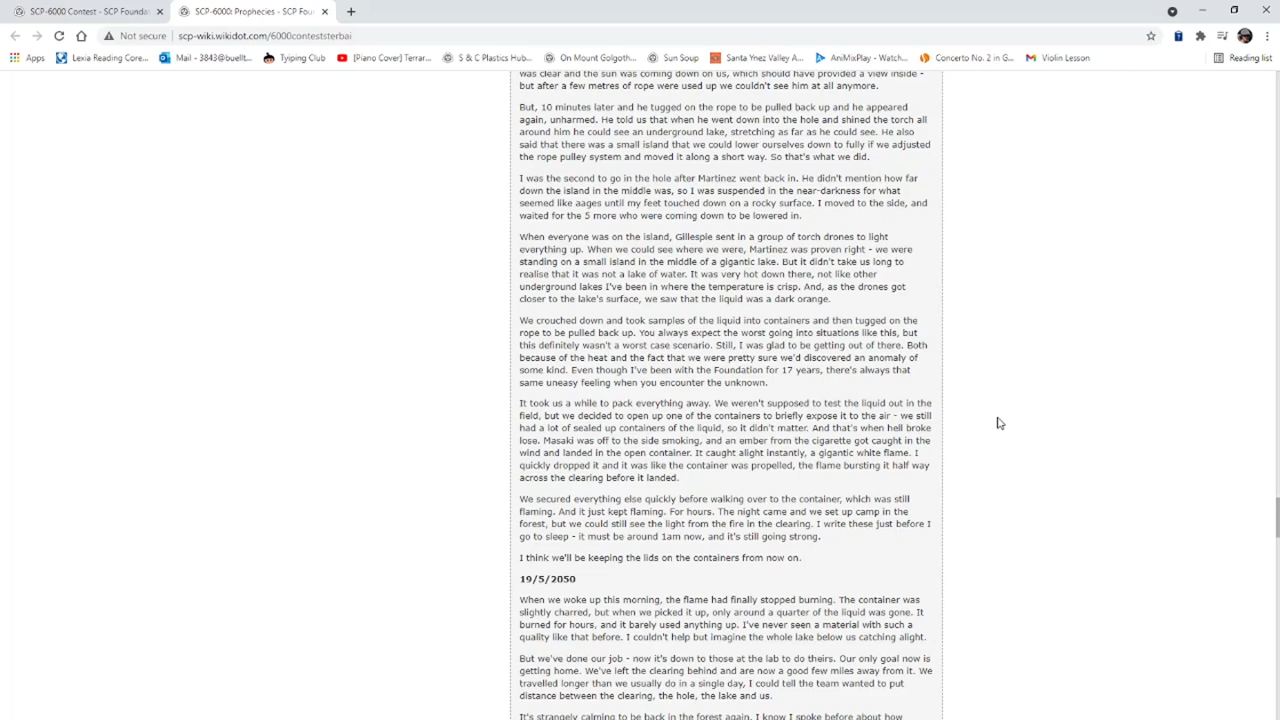 SCP-6000 Contest - SCP Founda
SCP-6000: Prophecies - SCP Fou
Not secure
scp-wiki.wikidot.com/6000conteststerbai
Apps
Lexia Reading Core...
Mail - 3843@buellt...
Tyiping Club
[Piano Cover] Terrar...
S & C Plastics Hub...
On Mount Golgoth...
Sun Soup
Santa Ynez Valley A...
AniMixPlay - Watch...
Concerto No. 2 in G...
Violin Lesson
Reading list
was clear and the sun was coming down on us, which should have provided a view inside -
but after a few metres of rope were used up we couldn't see him at all anymore.
But, 10 minutes later and he tugged on the rope to be pulled back up and he appeared
again, unharmed. He told us that when he went down into the hole and shined the torch all
around him he could see an underground lake, stretching as far as he could see. He also
said that there was a small island that we could lower ourselves down to fully if we adjusted
the rope pulley system and moved it along a short way. So that's what we did.
I was the second to go in the hole after Martinez went back in. He didn't mention how far
down the island in the middle was, so I was suspended in the near-darkness for what
seemed like aages until my feet touched down on a rocky surface. I moved to the side, and
waited for the 5 more who were coming down to be lowered in.
When everyone was on the island, Gillespie sent in a group of torch drones to light
everything up. When we could see where we were, Martinez was proven right - we were
standing on a small island in the middle of a gigantic lake. But it didn't take us long to
realise that it was not a lake of water. It was very hot down there, not like other
underground lakes I've been in where the temperature is crisp. And, as the drones got
closer to the lake's surface, we saw that the liquid was a dark orange.
We crouched down and took samples of the liquid into containers and then tugged on the
rope to be pulled back up. You always expect the worst going into situations like this, but
this definitely wasn't a worst case scenario. Still, I was glad to be getting out of there. Both
because of the heat and the fact that we were pretty sure we'd discovered an anomaly of
some kind. Even though I've been with the Foundation for 17 years, there's always that
same uneasy feeling when you encounter the unknown.
It took us a while to pack everything away. We weren't supposed to test the liquid out in the
field, but we decided to open up one of the containers to briefly expose it to the air - we still
had a lot of sealed up containers of the liquid, so it didn't matter. And that's when hell broke
lose. Masaki was off to the side smoking, and an ember from the cigarette got caught in the
wind and landed in the open container. It caught alight instantly, a gigantic white flame. I
quickly dropped it and it was like the container was propelled, the flame bursting it half way
across the clearing before it landed.
We secured everything else quickly before walking over to the container, which was still
flaming. And it just kept flaming. For hours. The night came and we set up camp in the
forest, but we could still see the light from the fire in the clearing. I write these just before I
go to sleep - it must be around 1am now, and it's still going strong.
I think we'll be keeping the lids on the containers from now on.
19/5/2050
When we woke up this morning, the flame had finally stopped burning. The container was
slightly charred, but when we picked it up, only around a quarter of the liquid was gone. It
burned for hours, and it barely used anything up. I've never seen a material with such a
quality like that before. I couldn't help but imagine the whole lake below us catching alight.
But we've done our job - now it's down to those at the lab to do theirs. Our only goal now is
getting home. We've left the clearing behind and are now a good few miles away from it. We
travelled longer than we usually do in a single day, I could tell the team wanted to put
distance between the clearing, the hole, the lake and us.
It's strangely calming to be back in the forest again. I know I spoke before about how